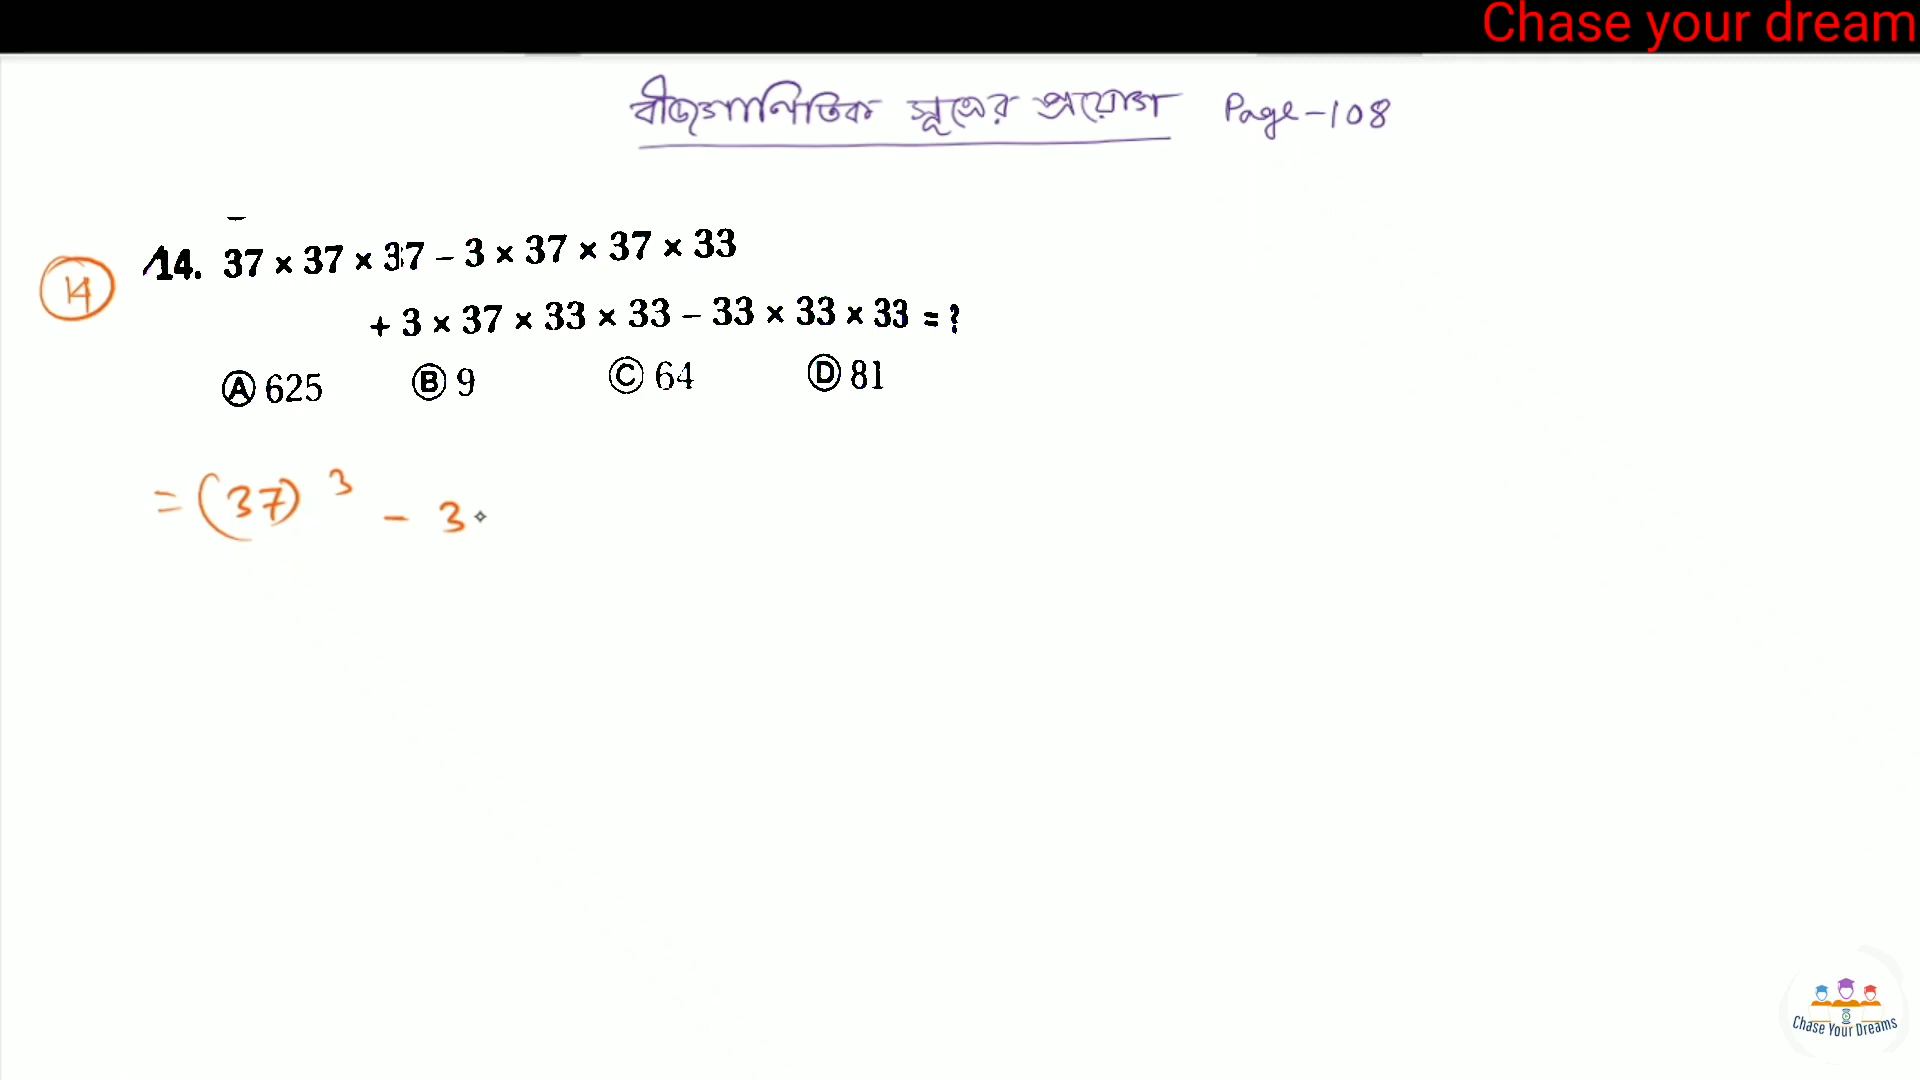 Chase your dream
বীজগাণিতিক সূত্রের প্রয়োগ Page-108
14
14. 37 × 37 × 37 – 3 × 37 × 37 × 33
+ 3 × 37 × 33 × 33 – 33 × 33 × 33 = ?
Ⓐ 625 Ⓑ 9 Ⓒ 64 Ⓓ 81
= (37)³ - 3
Chase Your Dreams